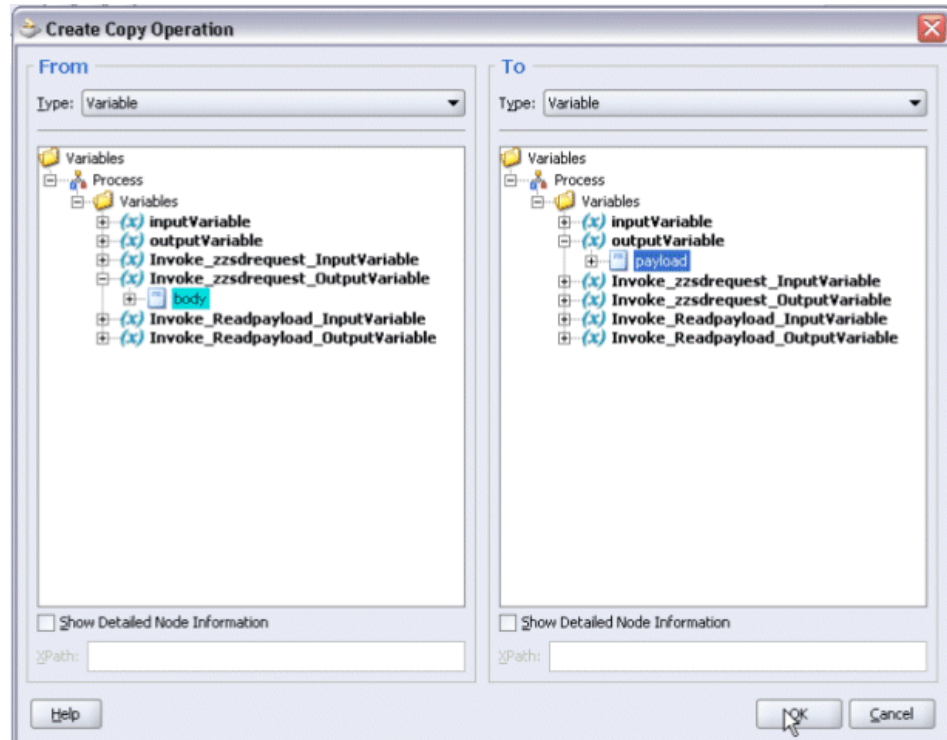 Create Copy Operation
From
Type: Variable
Variables
Process
Variables
inputVariable
outputVariable
Invoke_zzsdrequest_InputVariable
Invoke_zzsdrequest_OutputVariable
body
Invoke_Readpayload_InputVariable
Invoke_Readpayload_OutputVariable
Show Detailed Node Information
XPath:
To
Type: Variable
Variables
Process
Variables
inputVariable
outputVariable
payload
Invoke_zzsdrequest_InputVariable
Invoke_zzsdrequest_OutputVariable
Invoke_Readpayload_InputVariable
Invoke_Readpayload_OutputVariable
Show Detailed Node Information
XPath:
Help
OK
Cancel